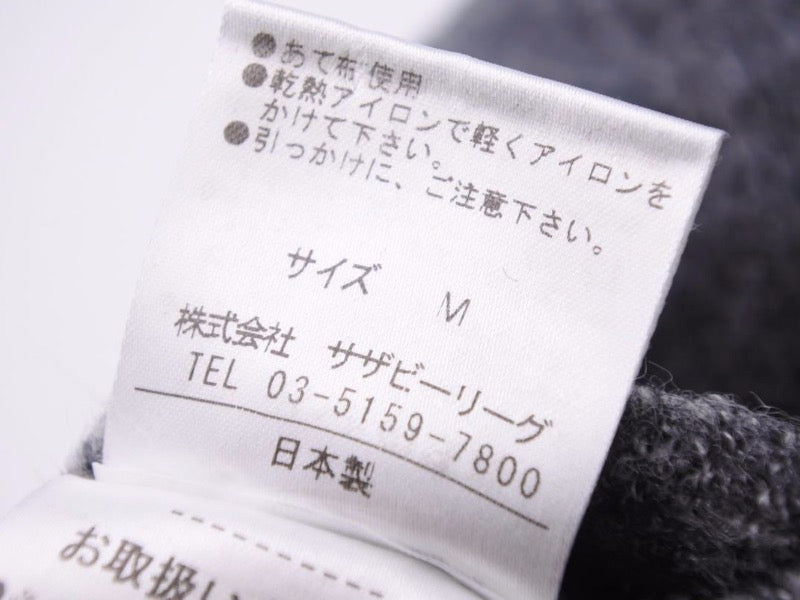 ●あて布使用
●乾熱アイロンで軽くアイロンを
かけて下さい。
●引っかけに、ご注意下さい。
サイズ M
株式会社 サザビーリーグ
TEL 03-5159-7800
日本製
お取扱い